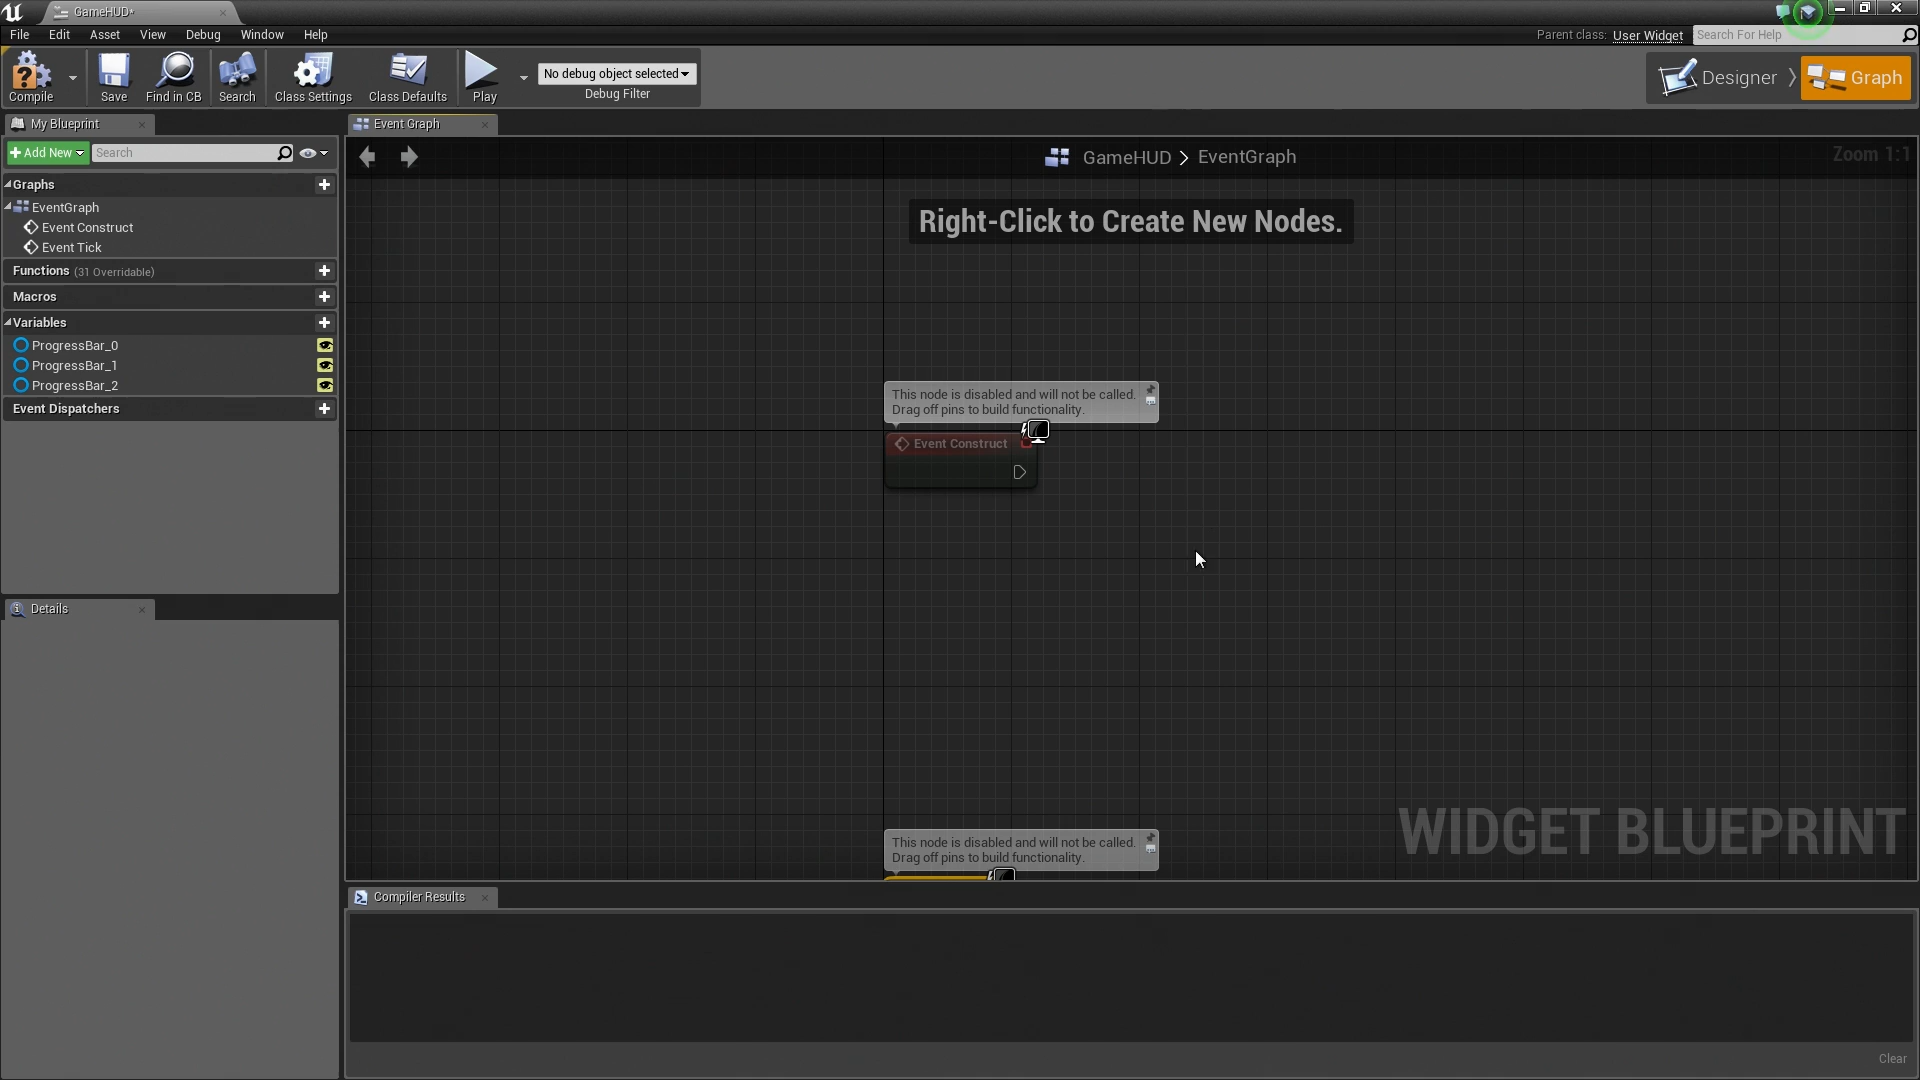 GameHUD*
File Edit Asset View Debug Window Help
Parent class: User Widget
Search For Help
Compile
Save
Find in CB
Search
Class Settings
Class Defaults
Play
No debug object selected
Debug Filter
Designer
Graph
My Blueprint
Add New
Search
Graphs
EventGraph
Event Construct
Event Tick
Functions (31 Overridable)
Macros
Variables
ProgressBar_0
ProgressBar_1
ProgressBar_2
Event Dispatchers
Details
Event Graph
GameHUD > EventGraph
Zoom 1:1
Right-Click to Create New Nodes.
This node is disabled and will not be called.
Drag off pins to build functionality.
Event Construct
This node is disabled and will not be called.
Drag off pins to build functionality.
WIDGET BLUEPRINT
Compiler Results
Clear